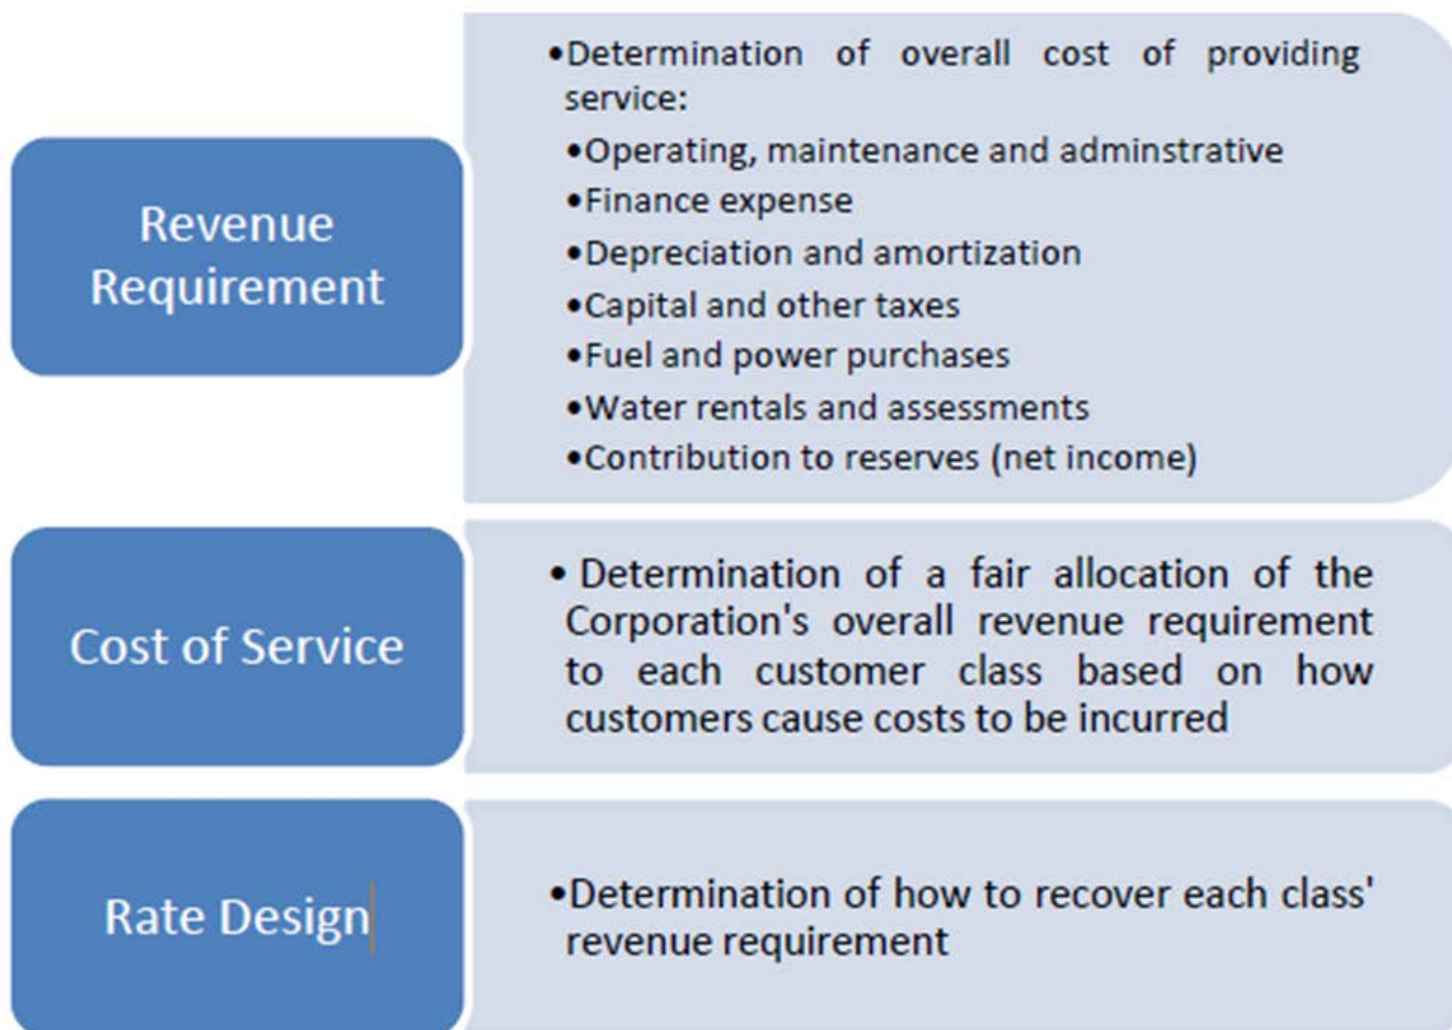 Revenue
Requirement
•Determination of overall cost of providing
service:
•Operating, maintenance and adminstrative
•Finance expense
•Depreciation and amortization
•Capital and other taxes
•Fuel and power purchases
•Water rentals and assessments
•Contribution to reserves (net income)
Cost of Service
• Determination of a fair allocation of the
Corporation's overall revenue requirement
to each customer class based on how
customers cause costs to be incurred
Rate Design
•Determination of how to recover each class'
revenue requirement